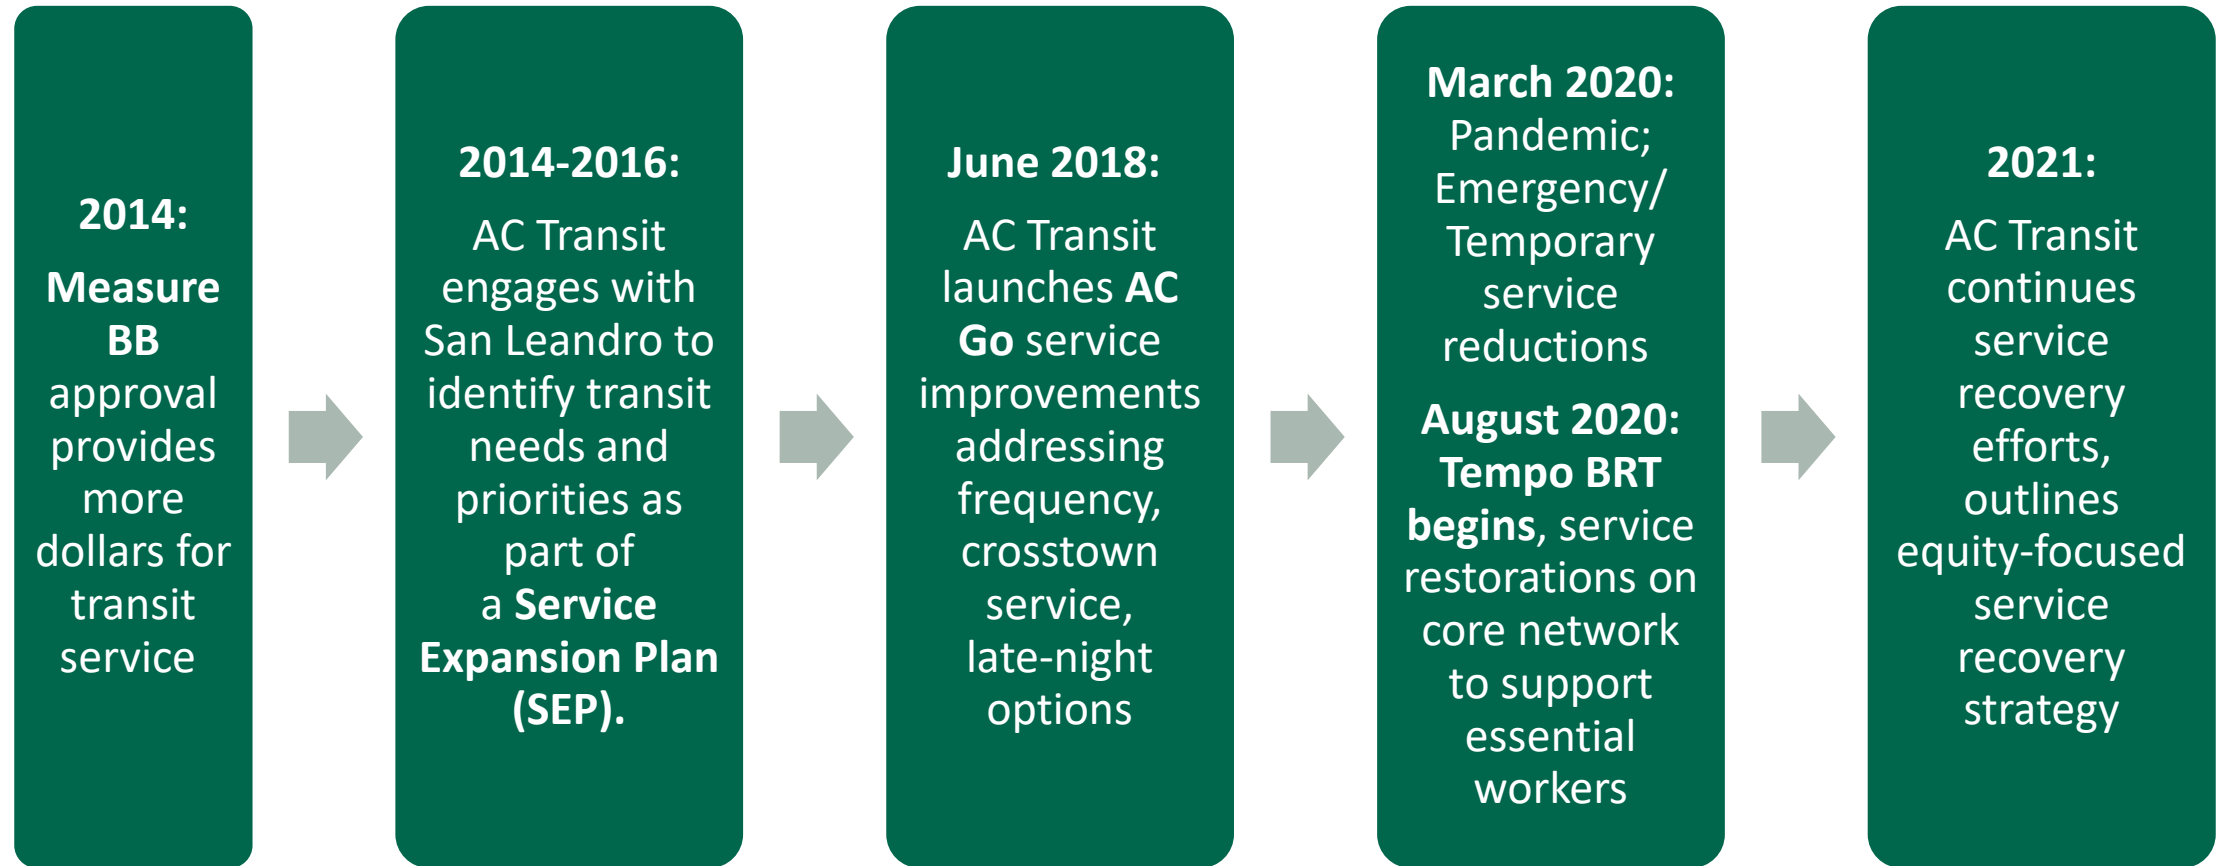 2014:
Measure
BB
approval
provides
more
dollars for
transit
service
2014-2016:
AC Transit
engages with
San Leandro to
identify transit
needs and
priorities as
part of
a Service
Expansion Plan
(SEP).
June 2018:
AC Transit
launches AC
Go service
improvements
addressing
frequency,
crosstown
service,
late-night
options
March 2020:
Pandemic;
Emergency/
Temporary
service
reductions
August 2020:
Tempo BRT
begins, service
restorations on
core network
to support
essential
workers
2021:
AC Transit
continues
service
recovery
efforts,
outlines
equity-focused
service
recovery
strategy